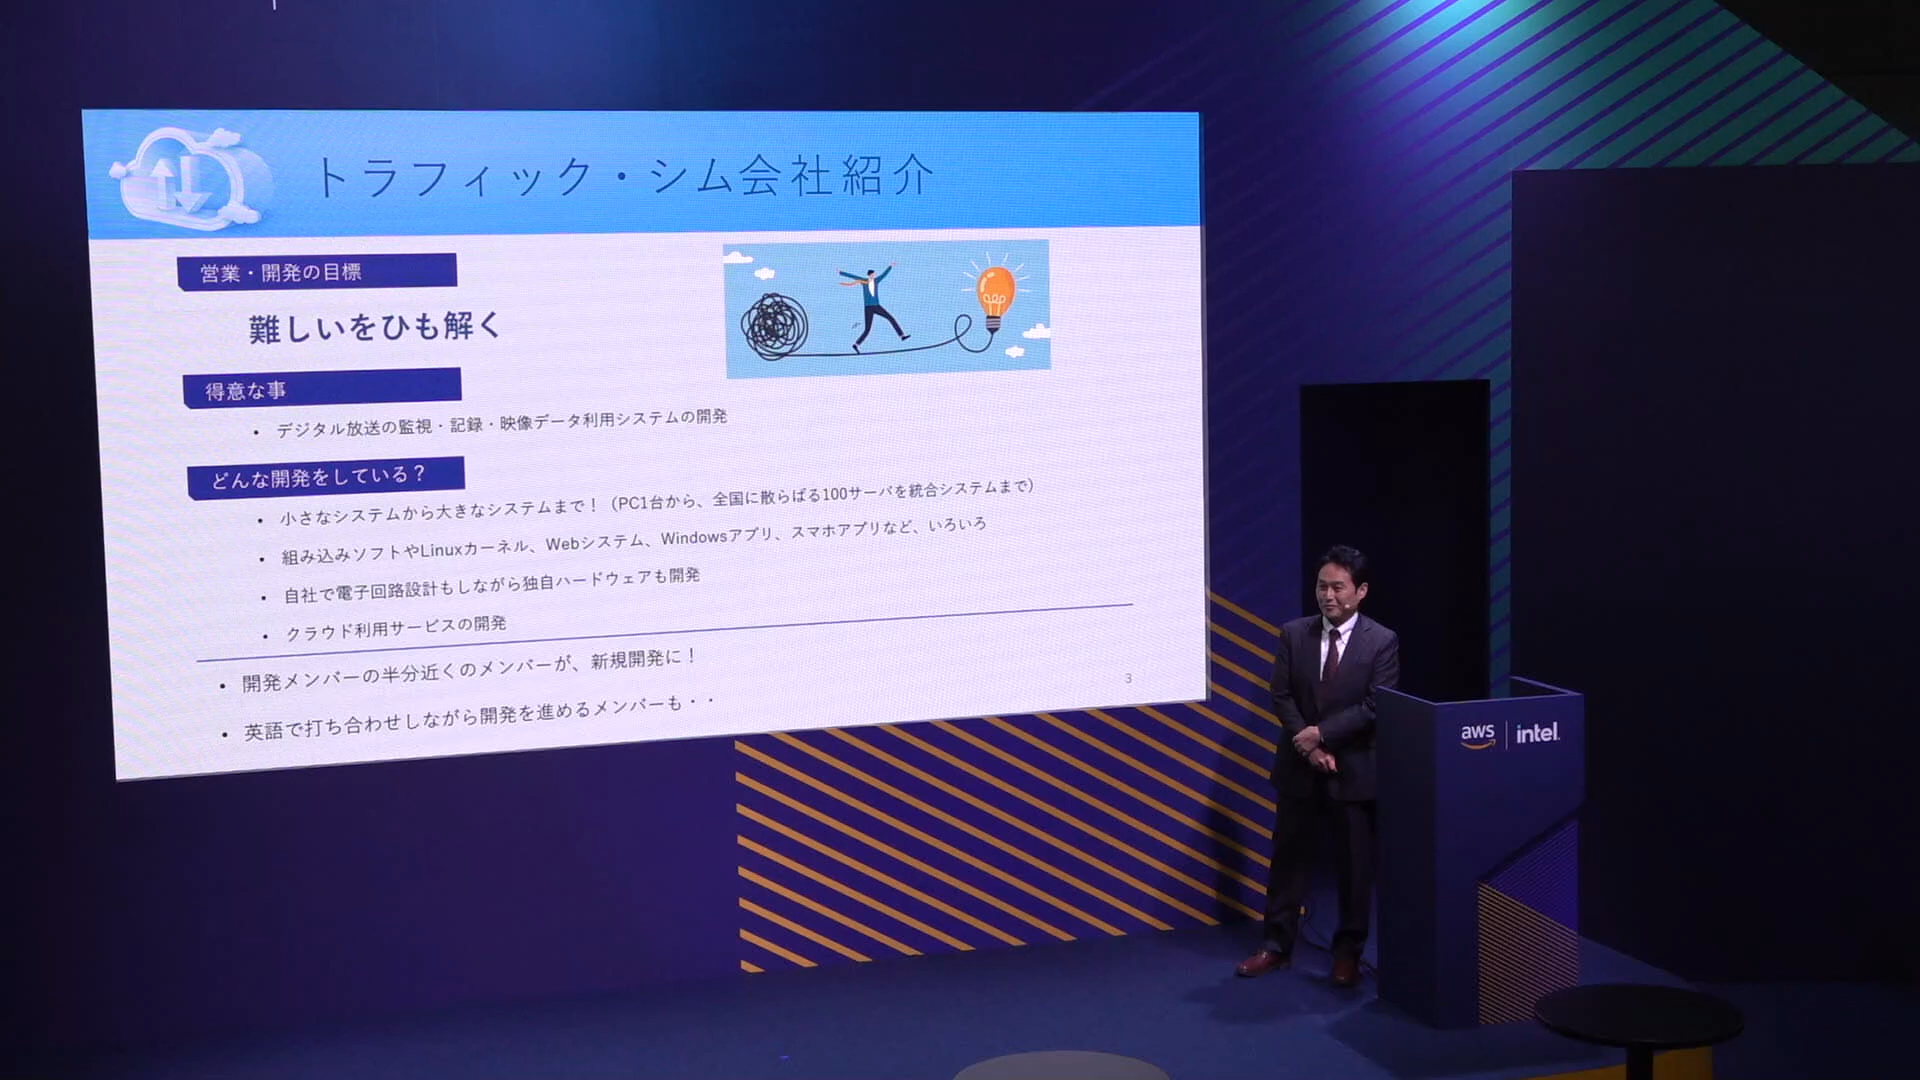 トラフィック・シム会社紹介
営業・開発の目標
難しいをひも解く
得意な事
• デジタル放送の監視・記録・映像データ利用システムの開発
どんな開発をしている？
• 小さなシステムから大きなシステムまで！（PC1台から、全国に散らばる100サーバを統合システムまで）
• 組み込みソフトやLinuxカーネル、Webシステム、Windowsアプリ、スマホアプリなど、いろいろ
• 自社で電子回路設計もしながら独自ハードウェアも開発
• クラウド利用サービスの開発
• 開発メンバーの半分近くのメンバーが、新規開発に！
• 英語で打ち合わせしながら開発を進めるメンバーも・・
3
aws | intel.